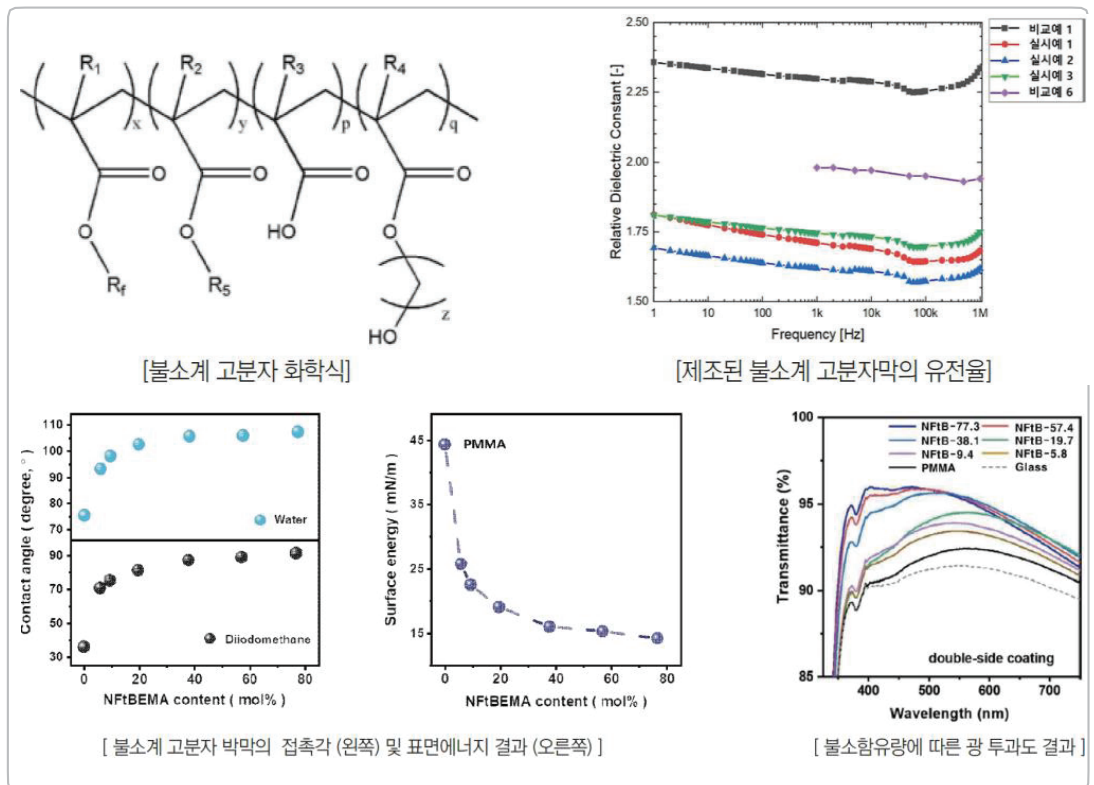 R1
R2
R3
R4
x
y
p
q
O
O
O
O
O
O
HO
O
Rf
R5
z
HO
[불소계 고분자 화학식]
2.50
2.25
2.00
1.75
1.50
Relative Dielectric Constant [-]
1
10
100
1k
10k
100k
1M
Frequency [Hz]
비교예 1
실시예 1
실시예 2
실시예 3
비교예 6
[제조된 불소계 고분자막의 유전율]
110
100
90
75
65
Water
90
70
50
30
Diiodomethane
Contact angle ( degree, ° )
0
20
40
60
80
NFtBEMA content ( mol% )
PMMA
45
35
25
15
Surface energy ( mN/m )
0
20
40
60
80
NFtBEMA content ( mol% )
[ 불소계 고분자 박막의 접촉각 (왼쪽) 및 표면에너지 결과 (오른쪽) ]
100
95
90
85
Transmittance (%)
NFtB-77.3
NFtB-57.4
NFtB-38.1
NFtB-19.7
NFtB-9.4
NFtB-5.8
PMMA
Glass
double-side coating
400
500
600
700
Wavelength (nm)
[ 불소함유량에 따른 광 투과도 결과 ]